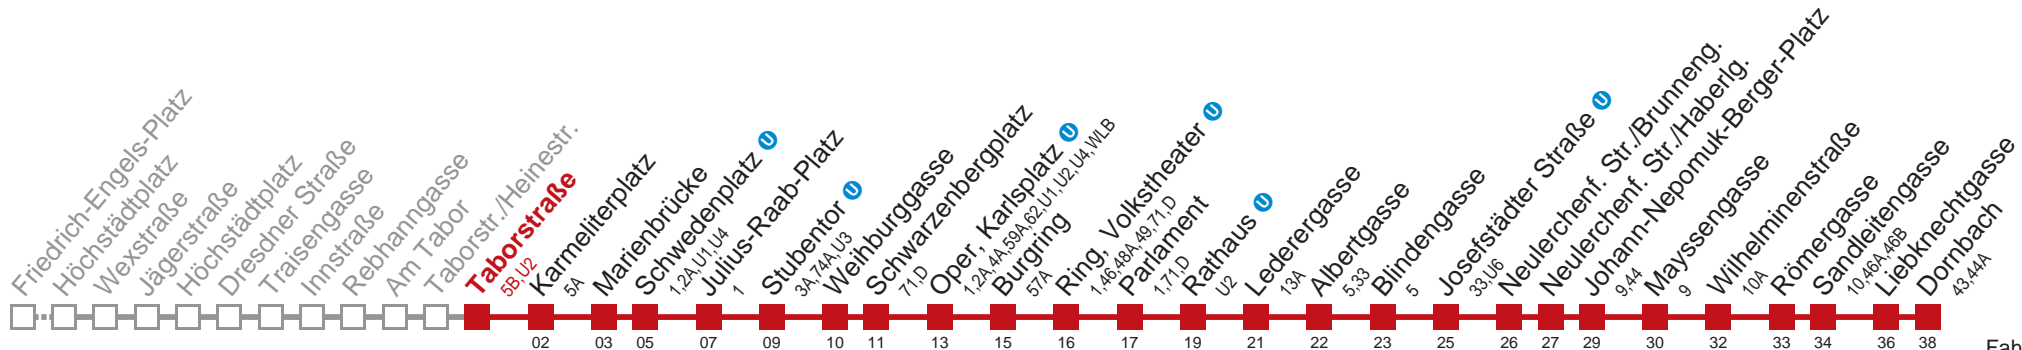 Friedrich-Engels-Platz
Höchstädtplatz
Wexstraße
Jägerstraße
Höchstädtplatz
Dresdner Straße
Traisengasse
Innstraße
Rebhanngasse
Am Tabor
Taborstr./Heinestr.
Taborstraße
5B,U2
Karmeliterplatz
5A
02
Marienbrücke
03
Schwedenplatz U
1,2A,U1,U4
05
Julius-Raab-Platz
1
07
Stubentor U
3A,74A,U3
09
Weihburggasse
10
Schwarzenbergplatz
71,D
11
Oper, Karlsplatz U
1,2A,4A,59A,62,U1,U2,U4,WLB
13
Burgring
57A
15
Ring, Volkstheater U
1,46,48A,49,71,D
16
Parlament
1,71,D
17
Rathaus U
U2
19
Lederergasse
13A
21
Albertgasse
5,33
22
Blindengasse
5
23
Josefstädter Straße U
33,U6
25
Neulerchenf. Str./Brunneng.
26
Neulerchenf. Str./Haberlg.
27
Johann-Nepomuk-Berger-Platz
9,44
29
Mayssengasse
9
30
Wilhelminenstraße
10A
32
Römergasse
33
Sandleitengasse
10,46A,46B
34
Liebknechtgasse
36
Dornbach
43,44A
38
Fah